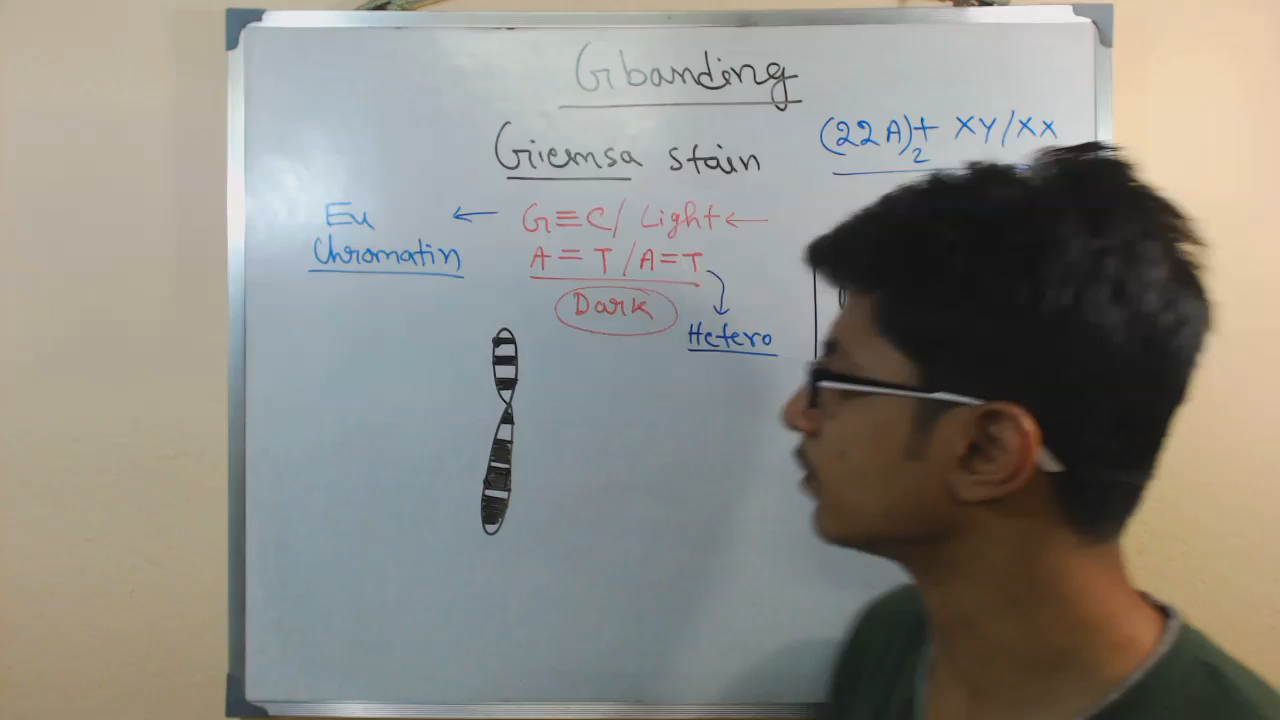 G banding
Giemsa stain
(22A)₂+ XY/XX
Eu ← G≡C/ Light ←
Chromatin A = T /A=T
Dark
Hetero